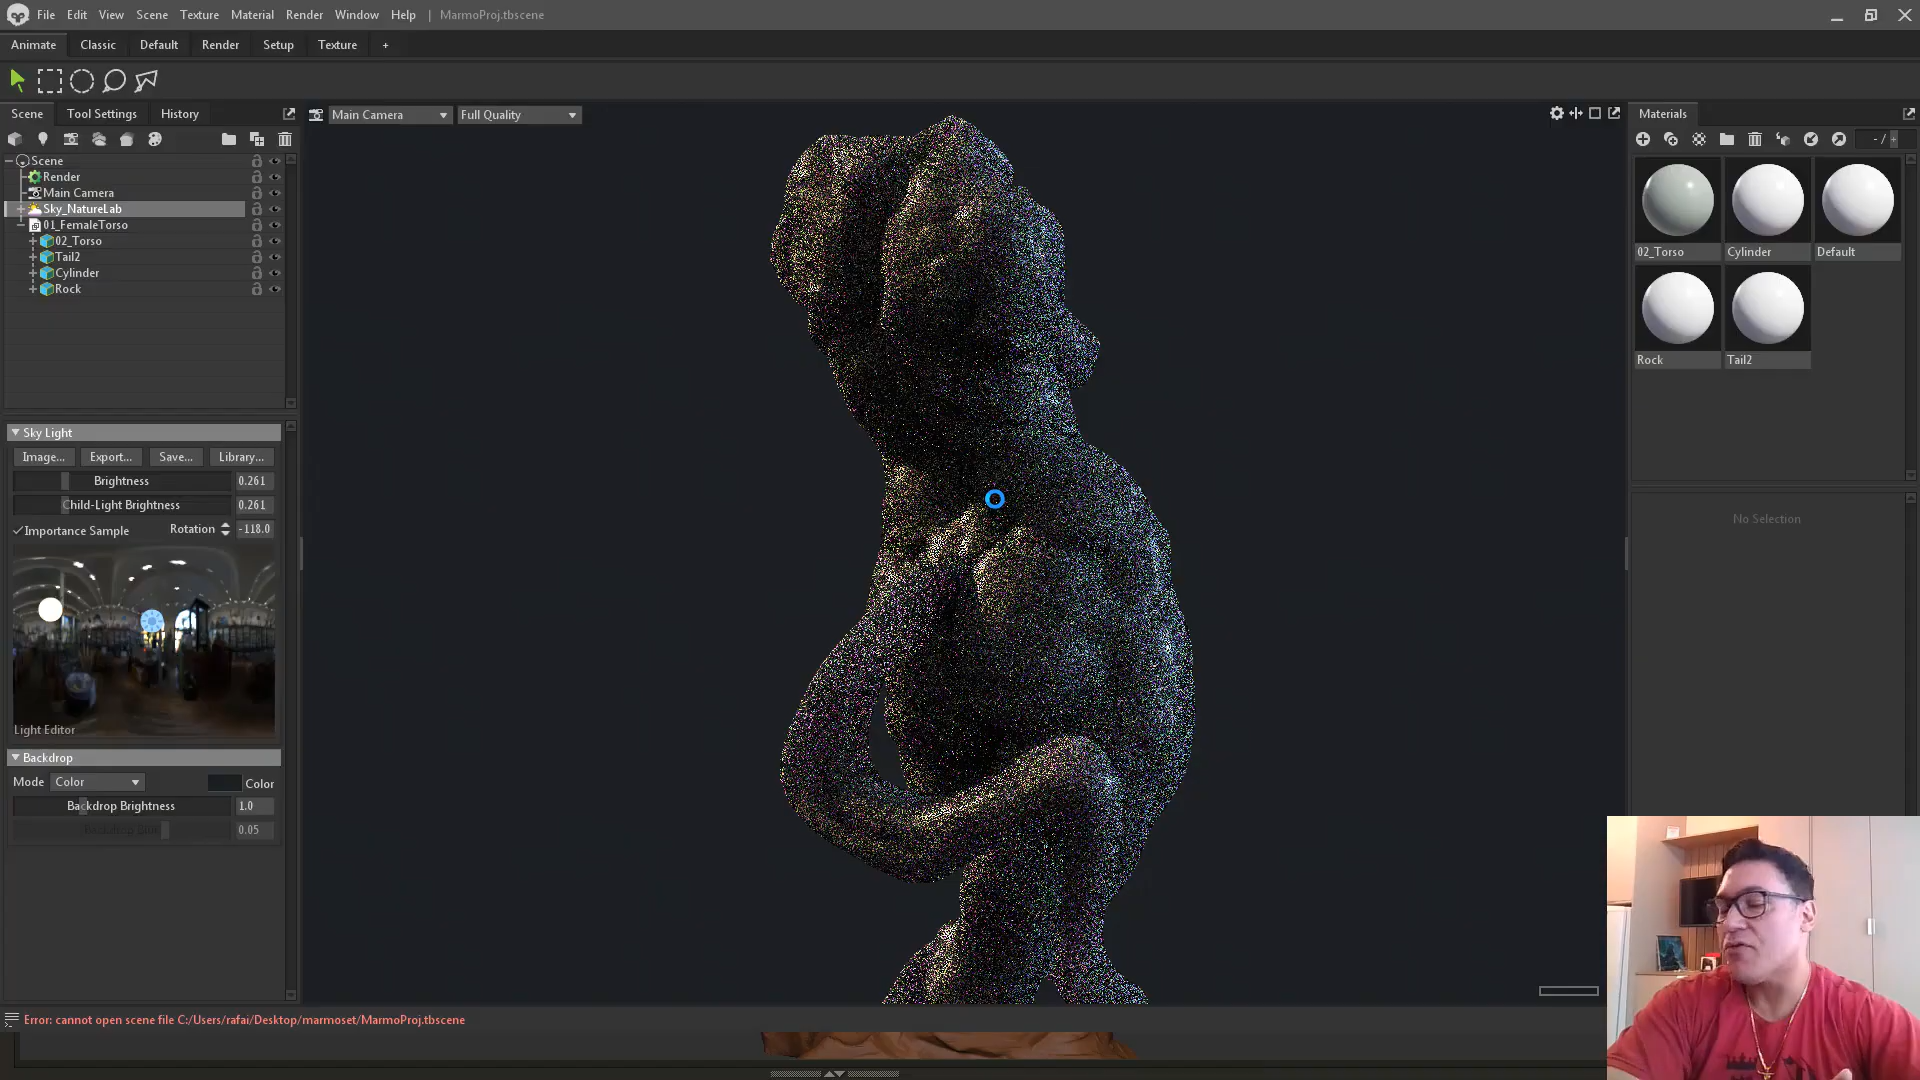 File Edit View Scene Texture Material Render Window Help | MarmoProj.tbscene
Animate Classic Default Render Setup Texture +
Scene Tool Settings History
Main Camera Full Quality
Materials
- / +
Scene
Render
Main Camera
Sky_NatureLab
01_FemaleTorso
02_Torso
Tail2
Cylinder
Rock
02_Torso Cylinder Default
Rock Tail2
Sky Light
Image... Export... Save... Library...
Brightness 0.261
Child-Light Brightness 0.261
Importance Sample Rotation -118.0
Light Editor
Backdrop
Mode Color Color
Backdrop Brightness 1.0
Backdrop Blur 0.05
No Selection
Error: cannot open scene file C:/Users/rafai/Desktop/marmoset/MarmoProj.tbscene